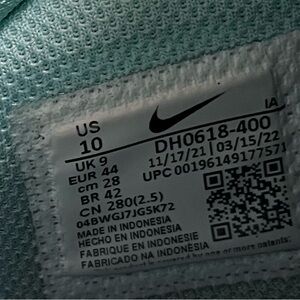 US
10
IA
UK 9
DH0618-400
EUR 44
11/17/21 | 03/15/22
cm 28
UPC 00196149177571
BR 42
CN 280(2.5)
04BWGJ7JG5K72
MADE IN INDONESIA
HECHO EN INDONESIA
FABRIQUE EN INDONESIE
FABRICADO NA INDONESIA